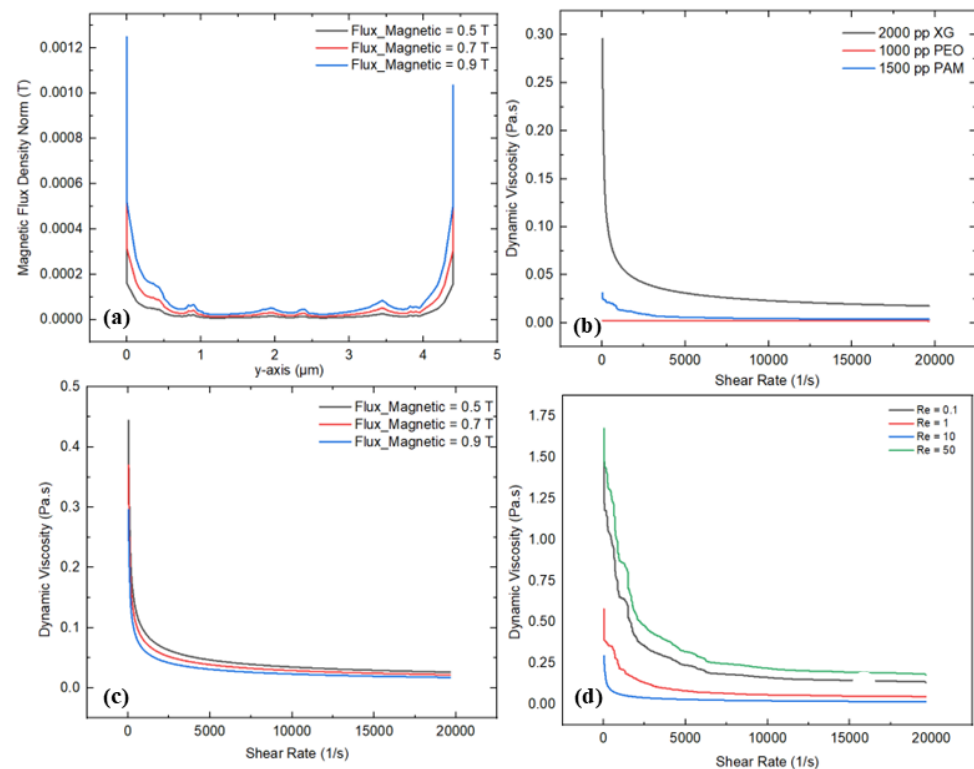 Flux_Magnetic = 0.5 T
Flux_Magnetic = 0.7 T
Flux_Magnetic = 0.9 T
Magnetic Flux Density Norm (T)
0.0012
0.0010
0.0008
0.0006
0.0004
0.0002
0.0000
(a)
0 1 2 3 4 5
y-axis (µm)
2000 pp XG
1000 pp PEO
1500 pp PAM
Dynamic Viscosity (Pa.s)
0.30
0.25
0.20
0.15
0.10
0.05
0.00
(b)
0 5000 10000 15000 20000
Shear Rate (1/s)
Flux_Magnetic = 0.5 T
Flux_Magnetic = 0.7 T
Flux_Magnetic = 0.9 T
Dynamic Viscosity (Pa.s)
0.5
0.4
0.3
0.2
0.1
0.0
(c)
0 5000 10000 15000 20000
Shear Rate (1/s)
Re = 0.1
Re = 1
Re = 10
Re = 50
Dynamic Viscosity (Pa.s)
1.75
1.50
1.25
1.00
0.75
0.50
0.25
0.00
(d)
0 5000 10000 15000 20000
Shear Rate (1/s)